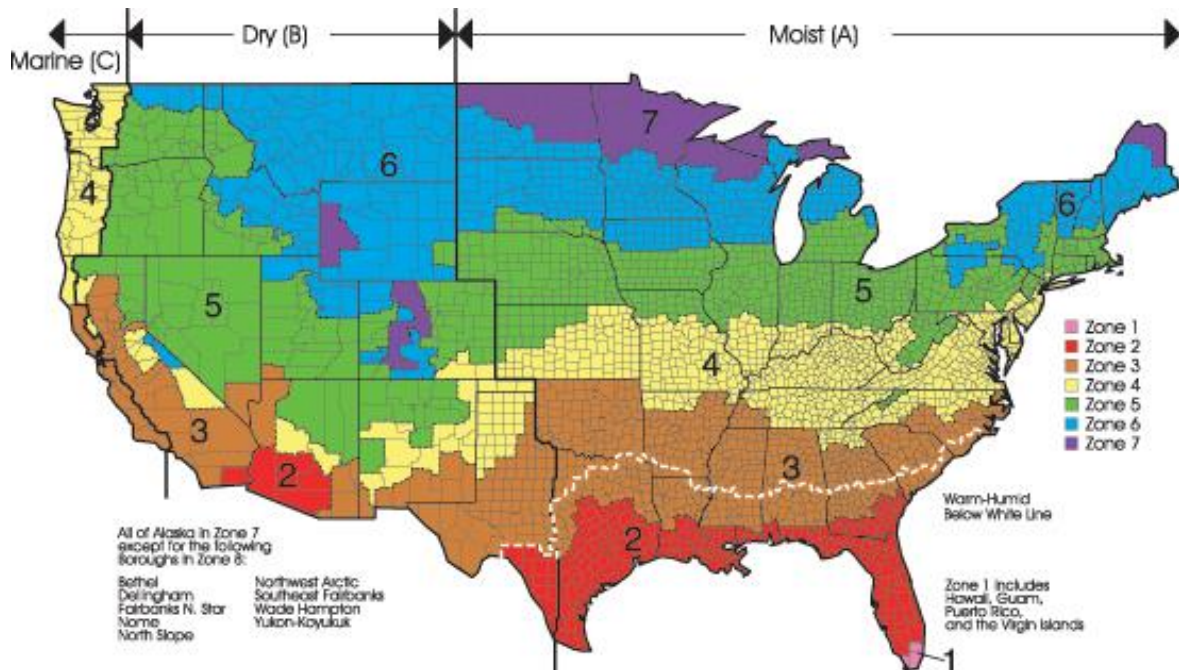 Marine (C)
Dry (B)
Moist (A)
7
6
6
4
5
5
4
3
3
2
2
1
Zone 1
Zone 2
Zone 3
Zone 4
Zone 5
Zone 6
Zone 7
Warm-Humid
Below White Line
All of Alaska in Zone 7
except for the following
Boroughs in Zone 8:
Bethel
Dellingham
Fairbanks N. Star
Nome
North Slope
Northwest Arctic
Southeast Fairbanks
Wade Hampton
Yukon-Koyukuk
Zone 1 Includes
Hawaii, Guam,
Puerto Rico,
and the Virgin Islands